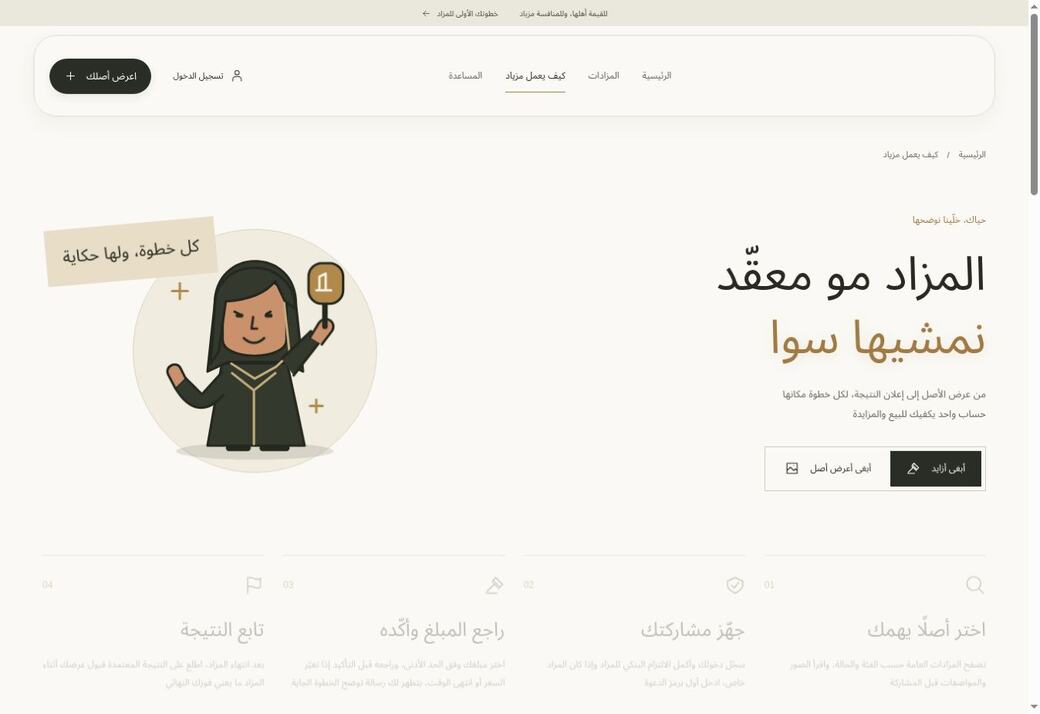 للقيمة أهلها، وللمنافسة مزياد
خطوتك الأولى للمزاد ←
الرئيسية
المزادات
كيف يعمل مزياد
المساعدة
تسجيل الدخول
اعرض أصلك +
الرئيسية / كيف يعمل مزياد
حياك، خلّينا نوضحها
المزاد مو معقّد
نمشيها سوا
من عرض الأصل إلى إعلان النتيجة، لكل خطوة مكانها
حساب واحد يكفيك للبيع والمزايدة
أبغى أزايد
أبغى أعرض أصل
كل خطوة، ولها حكاية
01
اختر أصلًا يهمك
تصفح المزادات العامة حسب الفئة والحالة، واقرأ الصور
والمواصفات قبل المشاركة
02
جهّز مشاركتك
سجّل دخولك وأكمل الالتزام البنكي للمزاد وإذا كان المزاد
خاص، ادخل أول برمز الدعوة
03
راجع المبلغ وأكّده
اختر مبلغك وفق الحد الأدنى، وراجعه قبل التأكيد إذا تغيّر
السعر أو انتهى الوقت، بتظهر لك رسالة توضح الخطوة الجاية
04
تابع النتيجة
بعد انتهاء المزاد، اطلع على النتيجة المعتمدة قبول عرضك أثناء
المزاد ما يعني فوزك النهائي